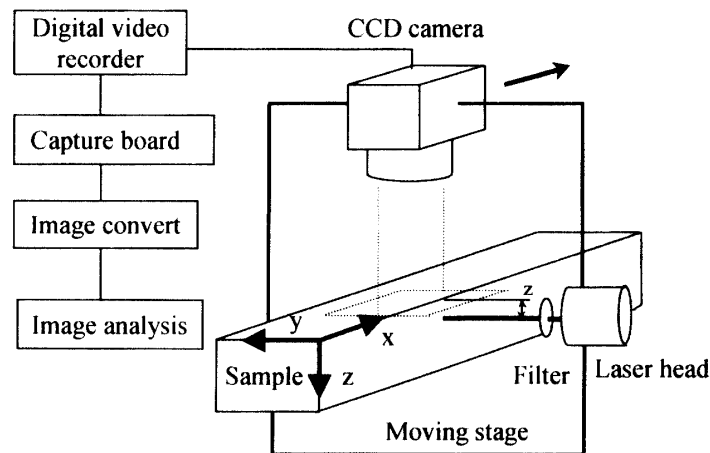 Digital video
recorder
CCD camera
Capture board
Image convert
Image analysis
y
x
z
z
Sample
Filter
Laser head
Moving stage